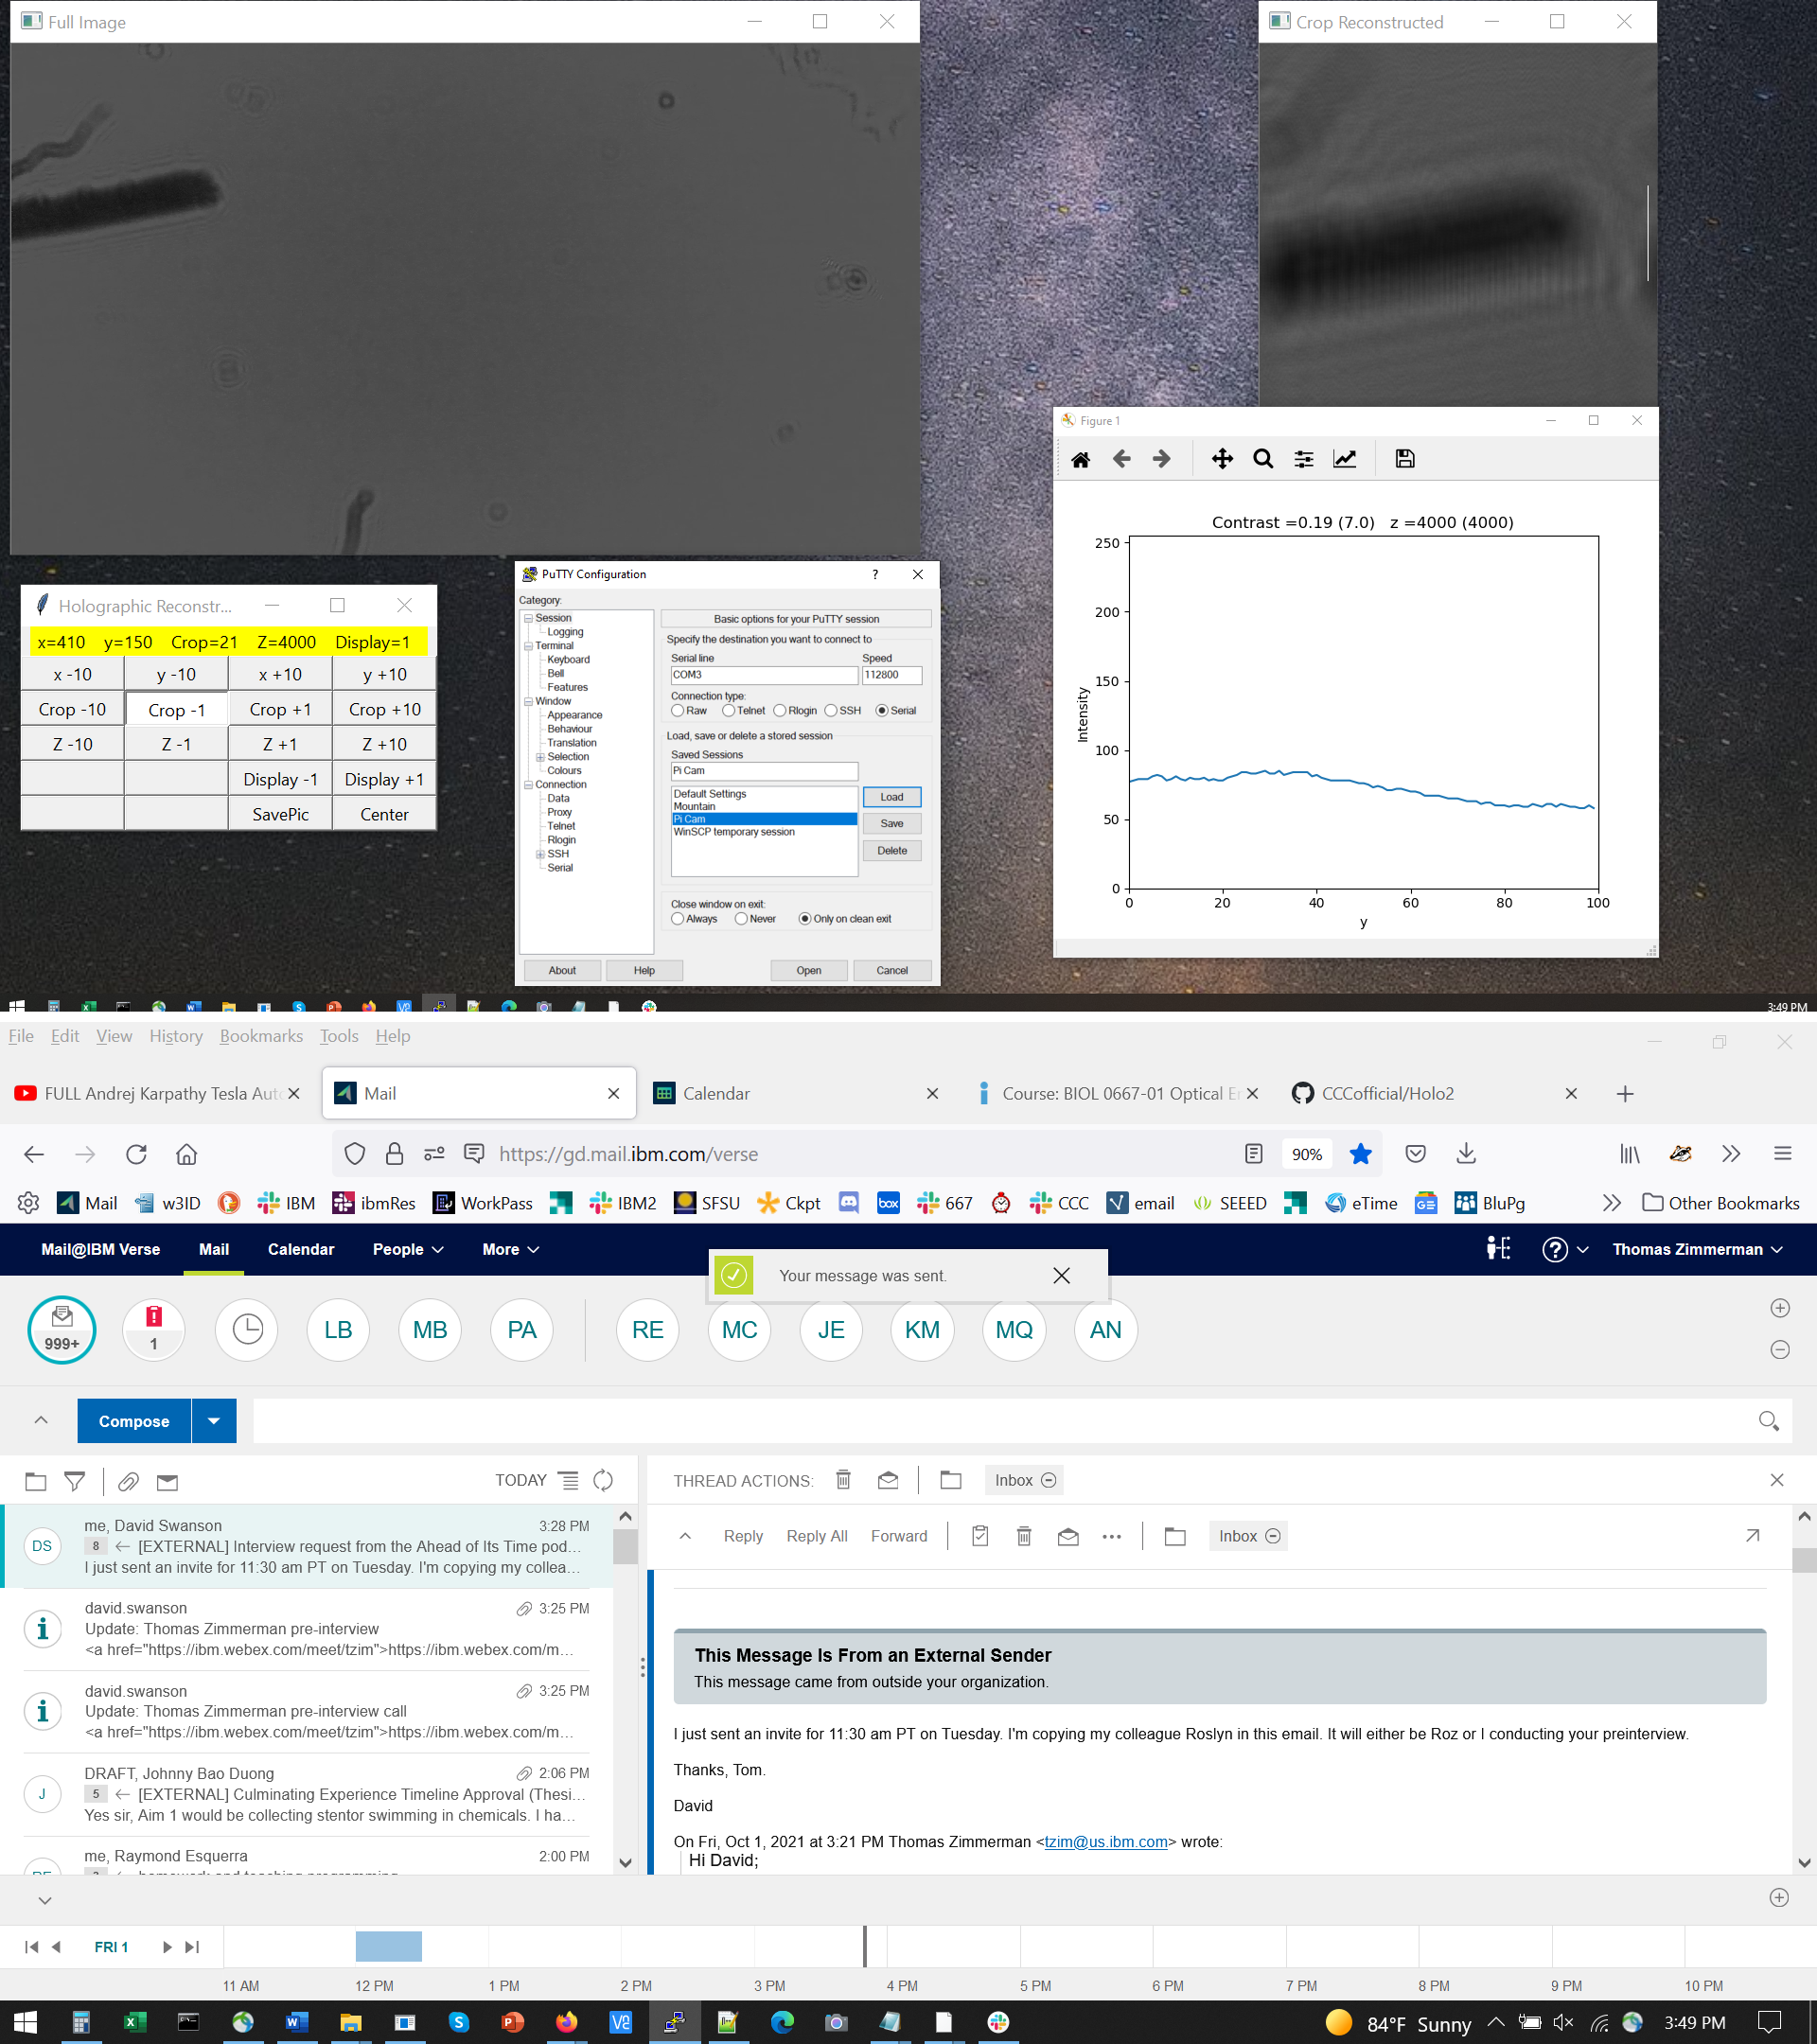 Full Image
Crop Reconstructed
Figure 1
Contrast =0.19 (7.0)   z =4000 (4000)
250
200
150
100
50
0
Intensity
0 20 40 60 80 100
y
Holographic Reconstr...
x=410 y=150 Crop=21 Z=4000 Display=1
x -10 y -10 x +10 y +10
Crop -10 Crop -1 Crop +1 Crop +10
Z -10 Z -1 Z +1 Z +10
Display -1 Display +1
SavePic Center
PuTTY Configuration
?
Category:
Session
Logging
Terminal
Keyboard
Bell
Features
Window
Appearance
Behaviour
Translation
Selection
Colours
Connection
Data
Proxy
Telnet
Rlogin
SSH
Serial
Basic options for your PuTTY session
Specify the destination you want to connect to
Serial line Speed
COM3 112800
Connection type:
Raw Telnet Rlogin SSH Serial
Load, save or delete a stored session
Saved Sessions
Pi Cam
Default Settings
Mountain
Pi Cam
WinSCP temporary session
Load
Save
Delete
Close window on exit:
Always Never Only on clean exit
About Help Open Cancel
3:49 PM
File Edit View History Bookmarks Tools Help
FULL Andrej Karpathy Tesla Aut
Mail
Calendar
Course: BIOL 0667-01 Optical E
CCCofficial/Holo2
https://gd.mail.ibm.com/verse
90%
Mail w3ID IBM ibmRes WorkPass IBM2 SFSU Ckpt box 667 CCC email SEEED eTime GE BluPg Other Bookmarks
Mail@IBM Verse Mail Calendar People More
Thomas Zimmerman
Your message was sent.
999+ 1 LB MB PA RE MC JE KM MQ AN
Compose
TODAY
THREAD ACTIONS: Inbox
Reply Reply All Forward Inbox
DS
me, David Swanson 3:28 PM
8 ← [EXTERNAL] Interview request from the Ahead of Its Time pod...
I just sent an invite for 11:30 am PT on Tuesday. I'm copying my collea...
david.swanson 3:25 PM
Update: Thomas Zimmerman pre-interview
<a href="https://ibm.webex.com/meet/tzim">https://ibm.webex.com/m...
david.swanson 3:25 PM
Update: Thomas Zimmerman pre-interview call
<a href="https://ibm.webex.com/meet/tzim">https://ibm.webex.com/m...
J
DRAFT, Johnny Bao Duong 2:06 PM
5 ← [EXTERNAL] Culminating Experience Timeline Approval (Thesi...
Yes sir, Aim 1 would be collecting stentor swimming in chemicals. I ha...
me, Raymond Esquerra 2:00 PM
This Message Is From an External Sender
This message came from outside your organization.
I just sent an invite for 11:30 am PT on Tuesday. I'm copying my colleague Roslyn in this email. It will either be Roz or I conducting your preinterview.
Thanks, Tom.
David
On Fri, Oct 1, 2021 at 3:21 PM Thomas Zimmerman <tzim@us.ibm.com> wrote:
Hi David;
FRI 1
11 AM 12 PM 1 PM 2 PM 3 PM 4 PM 5 PM 6 PM 7 PM 8 PM 9 PM 10 PM
84°F Sunny 3:49 PM